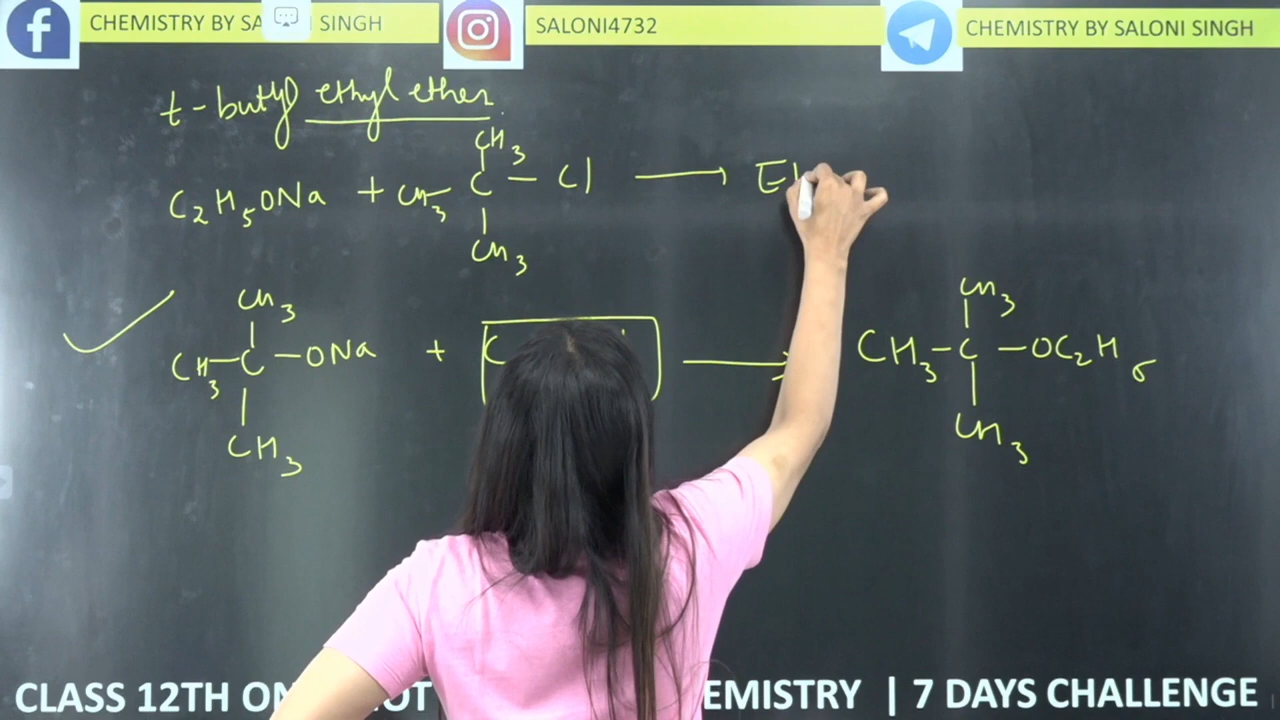 CHEMISTRY BY SA SINGH
SALONI4732
CHEMISTRY BY SALONI SINGH
t-butyl ethyl ether
CH3
C2H5ONa + CH3 C — Cl ⟶ El
CH3
CH3 CH3
CH3—C—ONa + C ⟶ CH3—C—OC2H5
CH3 CH3
CLASS 12TH ON OT EMISTRY | 7 DAYS CHALLENGE